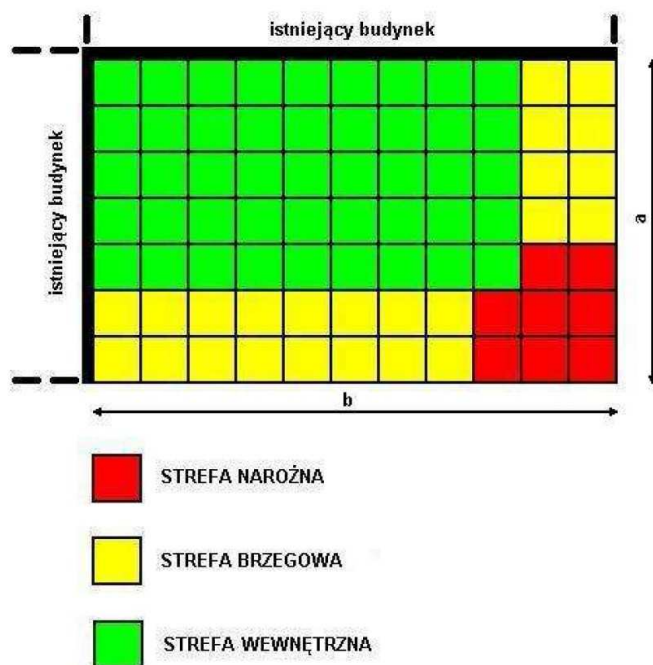 istniejący budynek
istniejący budynek
a
b
STREFA NAROŻNA
STREFA BRZEGOWA
STREFA WEWNĘTRZNA